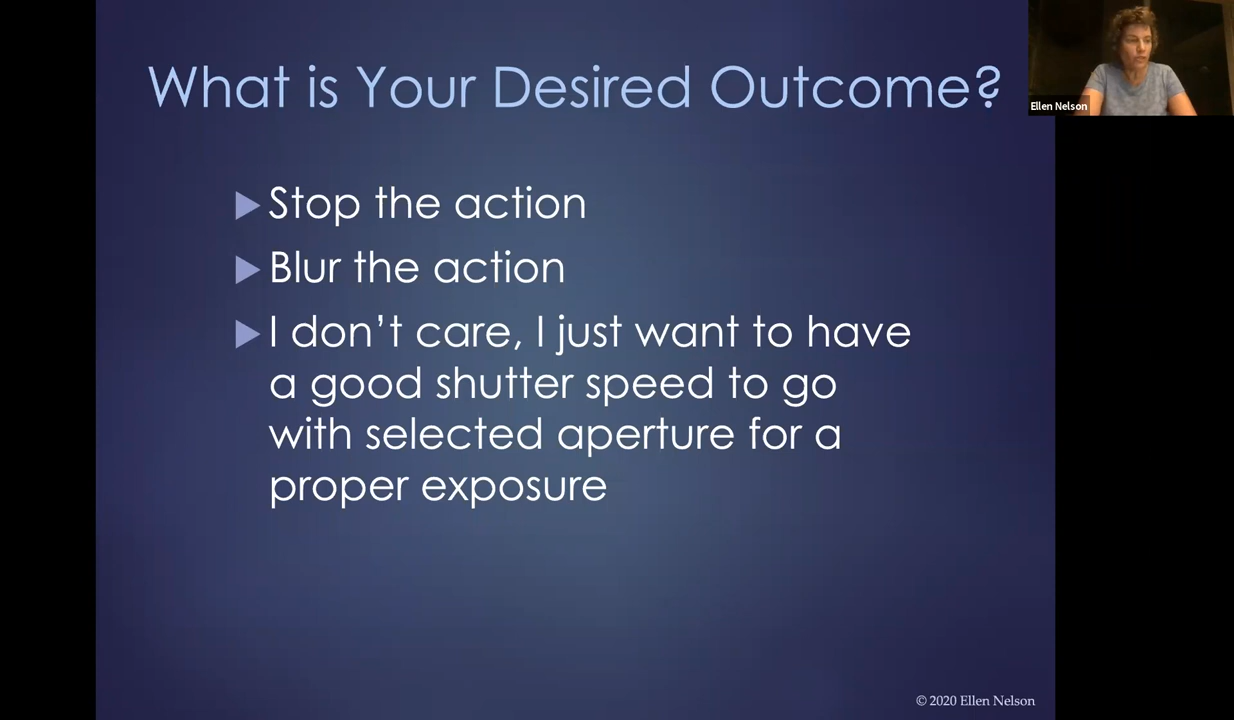 What is Your Desired Outcome?
Ellen Nelson
Stop the action
Blur the action
I don’t care, I just want to have
a good shutter speed to go
with selected aperture for a
proper exposure
© 2020 Ellen Nelson